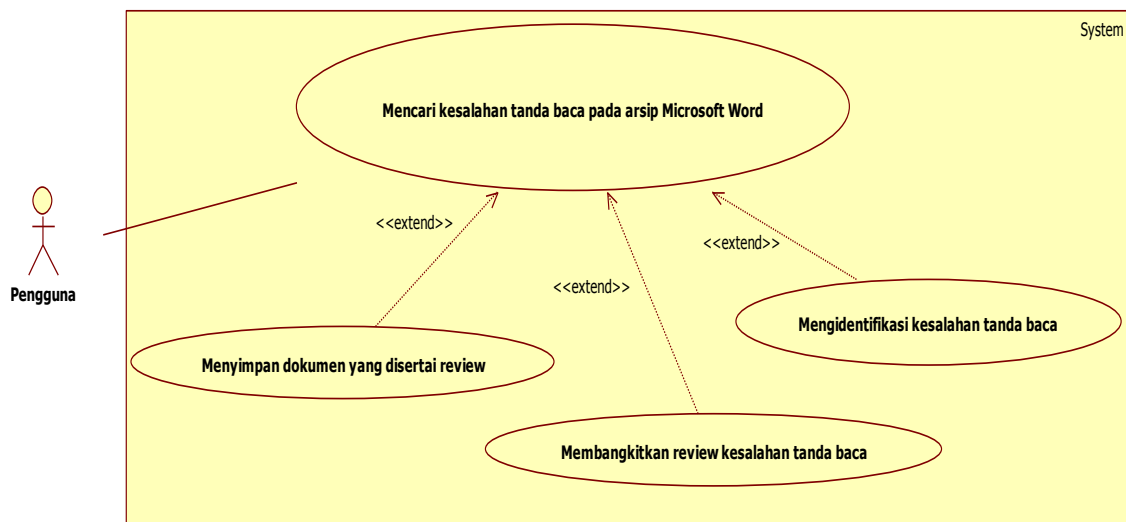 System
Mencari kesalahan tanda baca pada arsip Microsoft Word
<<extend>>
<<extend>>
<<extend>>
Pengguna
Mengidentifikasi kesalahan tanda baca
Menyimpan dokumen yang disertai review
Membangkitkan review kesalahan tanda baca